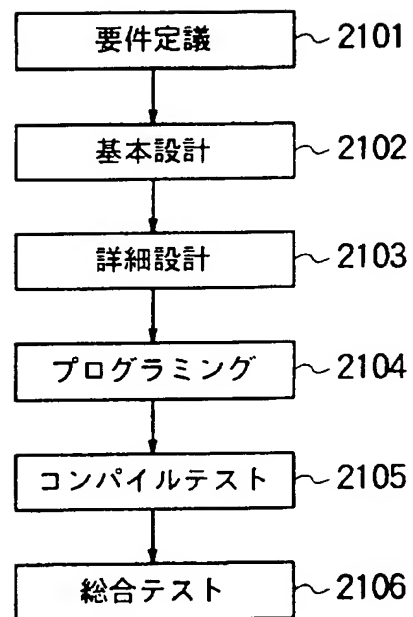 要件定議 ~2101
基本設計 ~2102
詳細設計 ~2103
プログラミング ~2104
コンパイルテスト ~2105
総合テスト ~2106